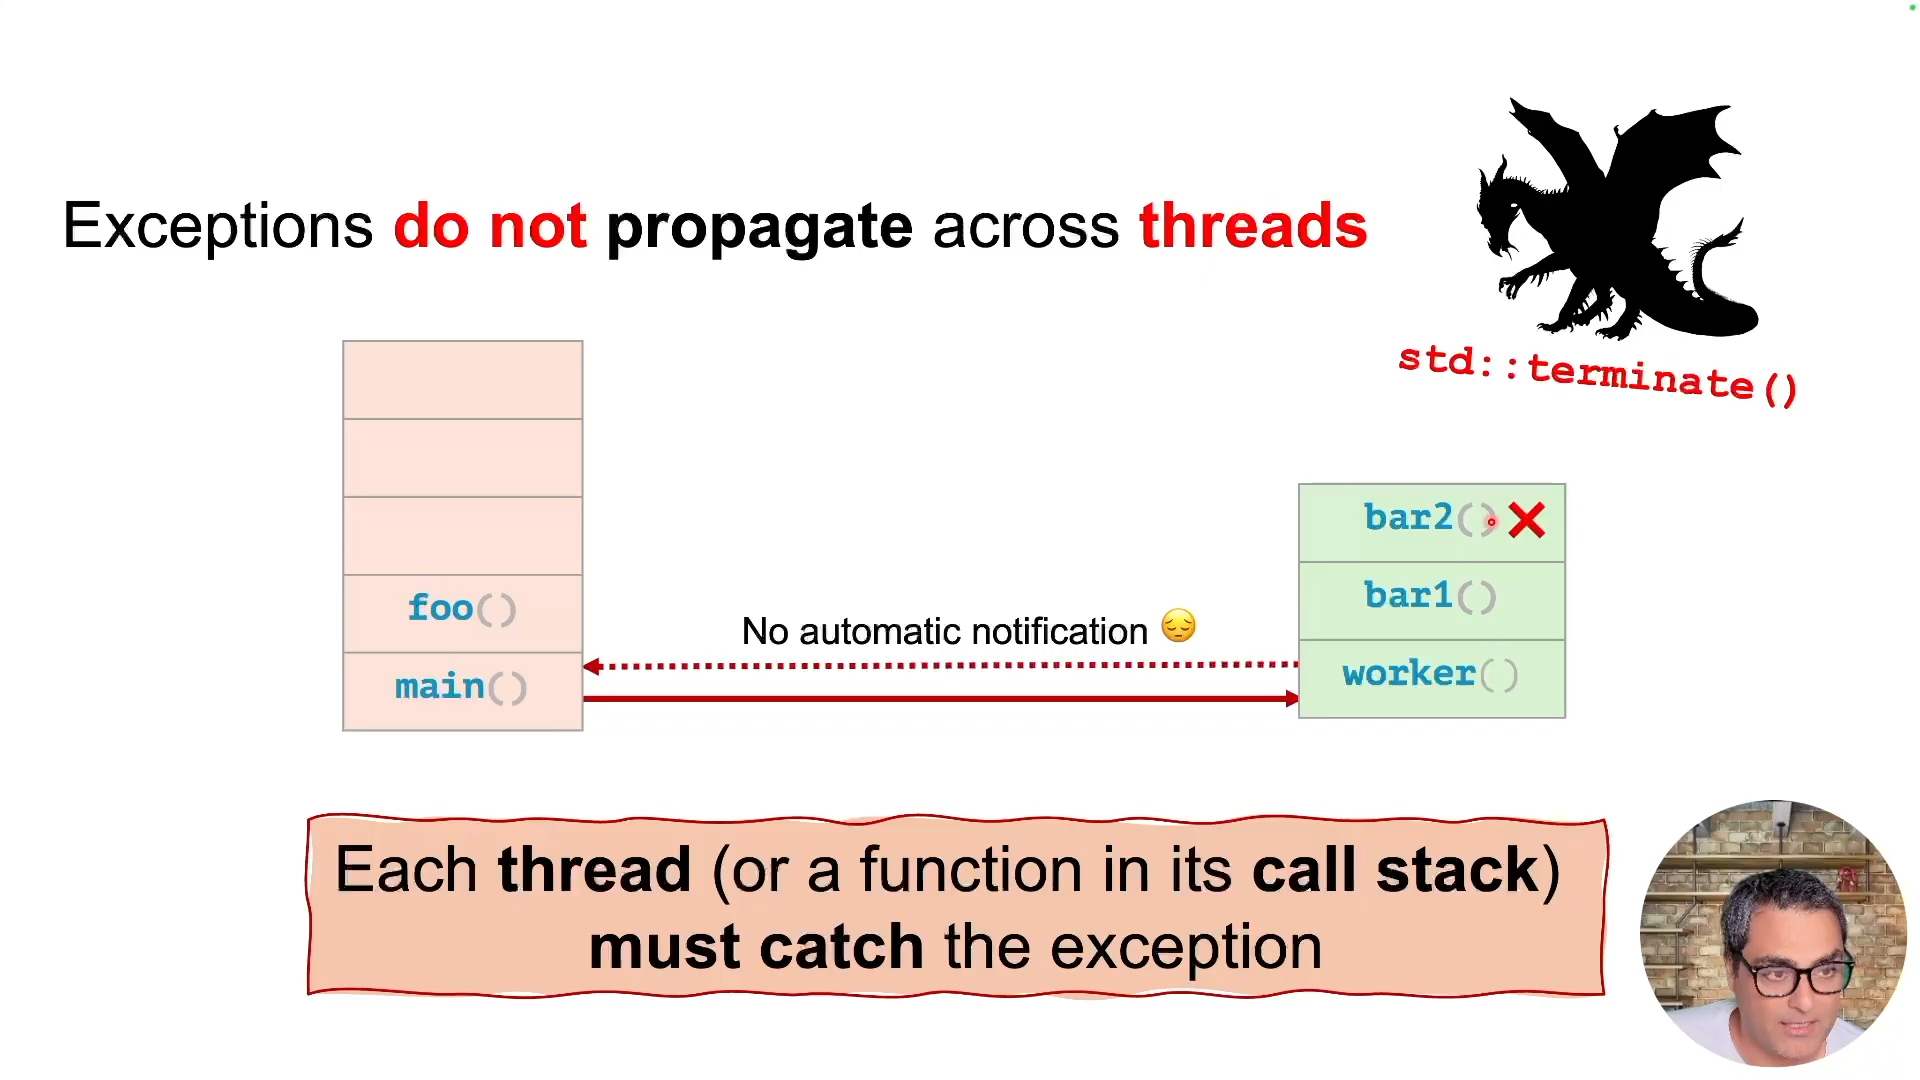 Exceptions do not propagate across threads
std::terminate()
foo()
main()
No automatic notification 😔
bar2() ❌
bar1()
worker()
Each thread (or a function in its call stack)
must catch the exception